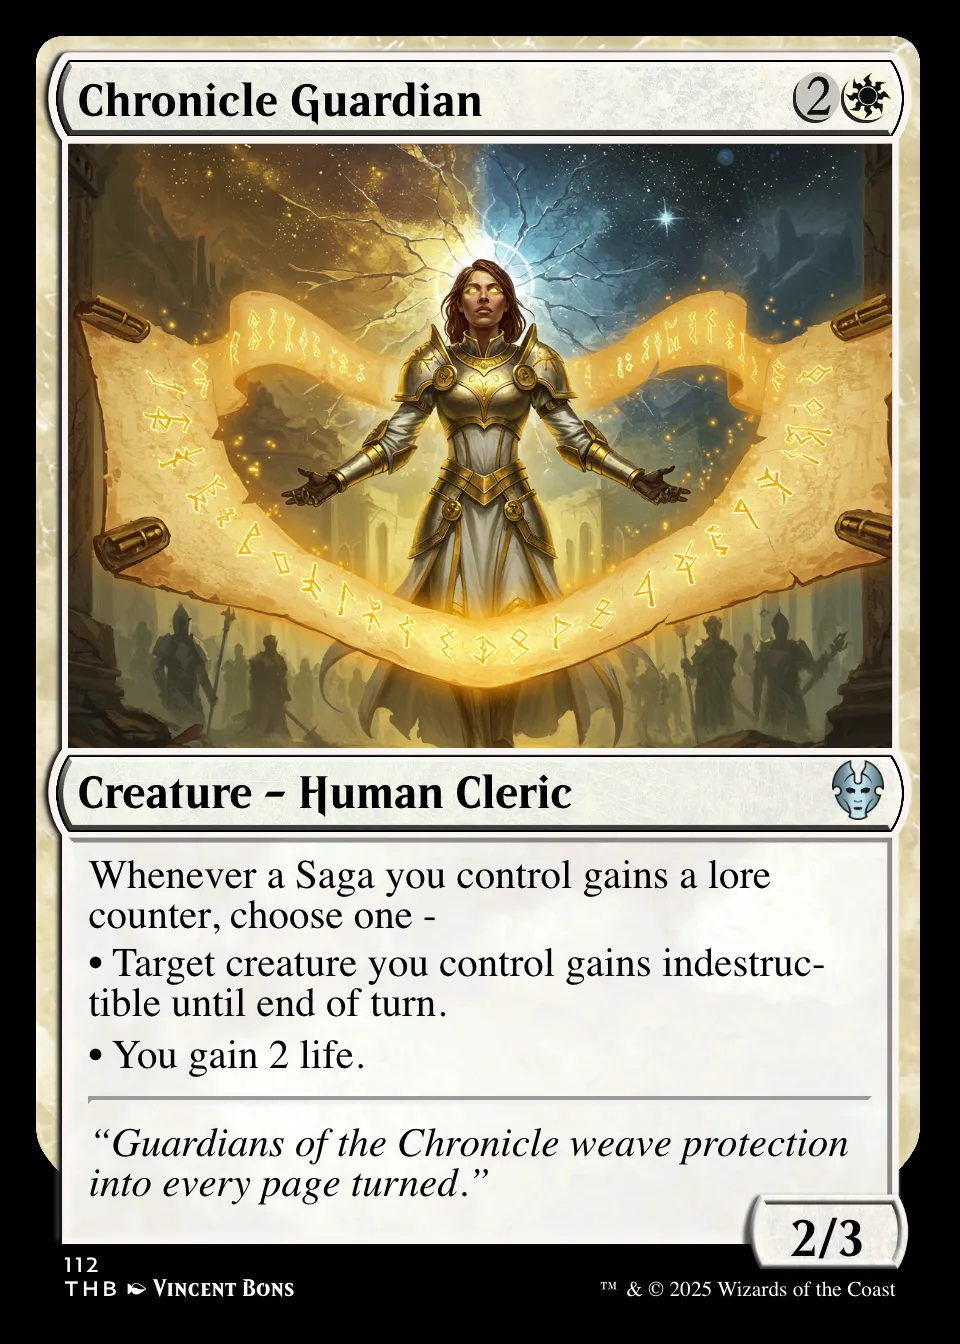 Chronicle Guardian 2
Creature – Human Cleric
Whenever a Saga you control gains a lore
counter, choose one -
• Target creature you control gains indestruc-
tible until end of turn.
• You gain 2 life.
“Guardians of the Chronicle weave protection
into every page turned.”
2/3
112
THB Vincent Bons
™ & © 2025 Wizards of the Coast